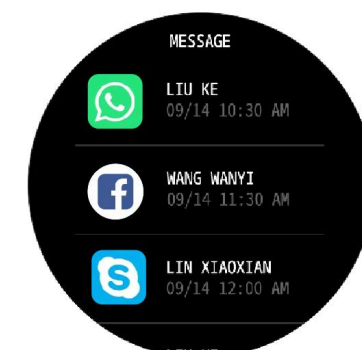 MESSAGE
LIU KE
09/14 10:30 AM
WANG WANYI
09/14 11:30 AM
LIN XIAOXIAN
09/14 12:00 AM